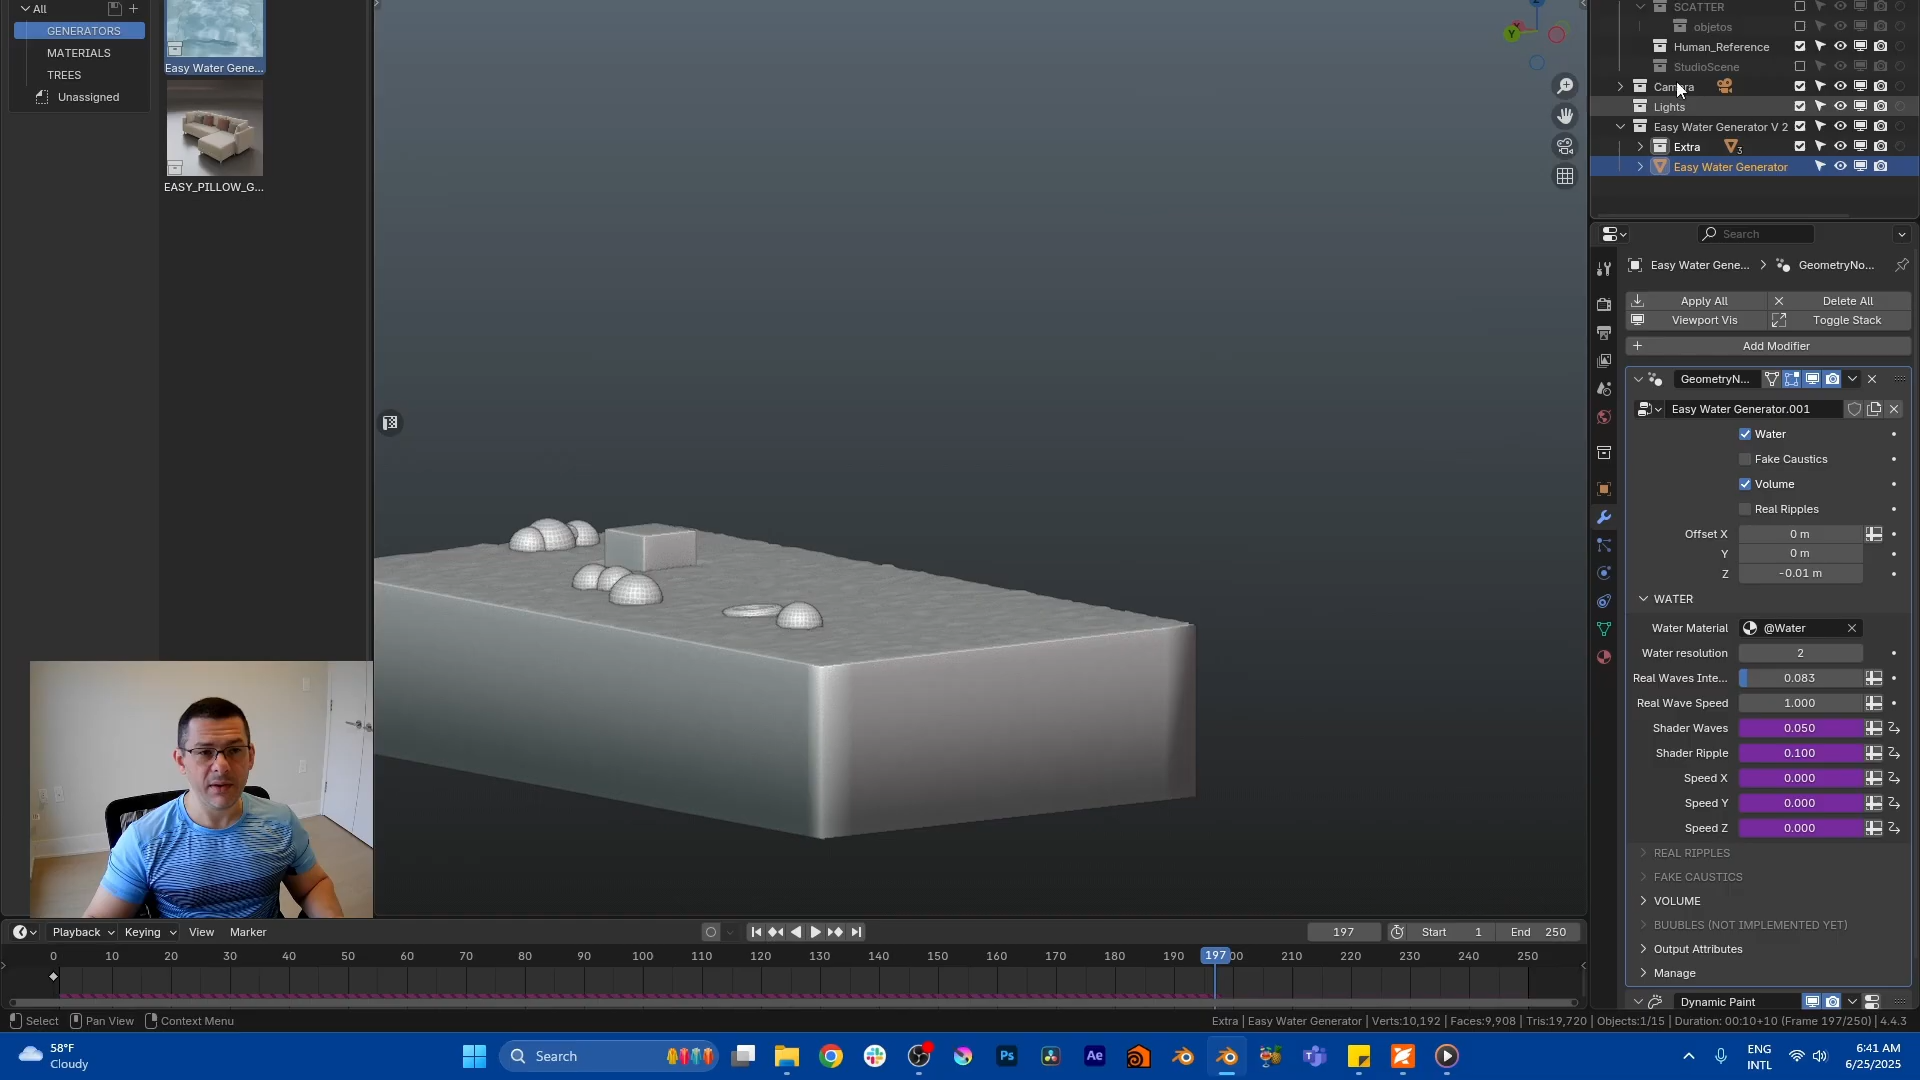 All
GENERATORS
MATERIALS
TREES
Unassigned
Easy Water Gene...
EASY_PILLOW_G...
Y
SCATTER
objetos
Human_Reference
StudioScene
Camera
Lights
Easy Water Generator V 2
Extra
3
Easy Water Generator
Search
Easy Water Gene...
GeometryNo...
Apply All
Delete All
Viewport Vis
Toggle Stack
Add Modifier
GeometryN...
Easy Water Generator.001
Water
Fake Caustics
Volume
Real Ripples
Offset X 0 m
Y 0 m
Z -0.01 m
WATER
Water Material @Water
Water resolution 2
Real Waves Inte... 0.083
Real Wave Speed 1.000
Shader Waves 0.050
Shader Ripple 0.100
Speed X 0.000
Speed Y 0.000
Speed Z 0.000
REAL RIPPLES
FAKE CAUSTICS
VOLUME
BUUBLES (NOT IMPLEMENTED YET)
Output Attributes
Manage
Dynamic Paint
Playback Keying View Marker
197 Start 1 End 250
0 10 20 30 40 50 60 70 80 90 100 110 120 130 140 150 160 170 180 190 197 210 220 230 240 250
Select Pan View Context Menu
Extra | Easy Water Generator | Verts:10,192 | Faces:9,908 | Tris:19,720 | Objects:1/15 | Duration: 00:10+10 (Frame 197/250) | 4.4.3
58°F
Cloudy
Search
Ps
Ae
ENG
INTL
6:41 AM
6/25/2025